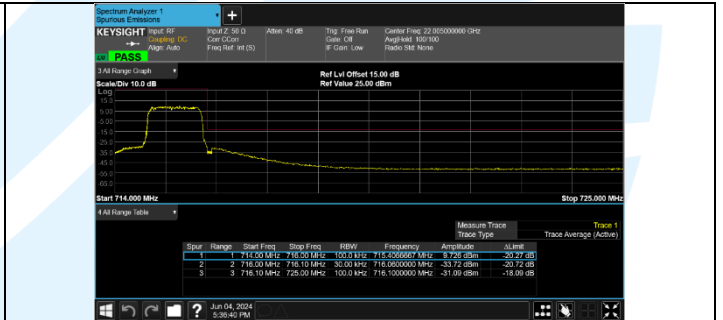 Spectrum Analyzer 1
Spurious Emissions
+
KEYSIGHT Input: RF Input Z: 50 Ω Atten: 40 dB Trig: Free Run Center Freq: 22.005000000 GHz
Coupling: DC Corr CCorr Gate: Off Avg|Hold: 100/100
Align: Auto Freq Ref: Int (S) IF Gain: Low Radio Std: None
PASS
3 All Range Graph
Ref Lvl Offset 15.00 dB
Scale/Div 10.0 dB Ref Value 25.00 dBm
Log
15.0
5.00
-5.00
-15.0
-25.0
-35.0
-45.0
-55.0
-65.0
Start 714.000 MHz Stop 725.000 MHz
4 All Range Table
Measure Trace Trace 1
Trace Type Trace Average (Active)
Spur Range Start Freq Stop Freq RBW Frequency Amplitude ΔLimit
1 1 714.00 MHz 716.00 MHz 100.0 kHz 715.4066667 MHz 9.726 dBm -20.27 dB
2 2 716.00 MHz 716.10 MHz 30.00 kHz 716.0600000 MHz -33.72 dBm -20.72 dB
3 3 716.10 MHz 725.00 MHz 100.0 kHz 716.1000000 MHz -31.09 dBm -18.09 dB
? Jun 04, 2024
5:36:40 PM